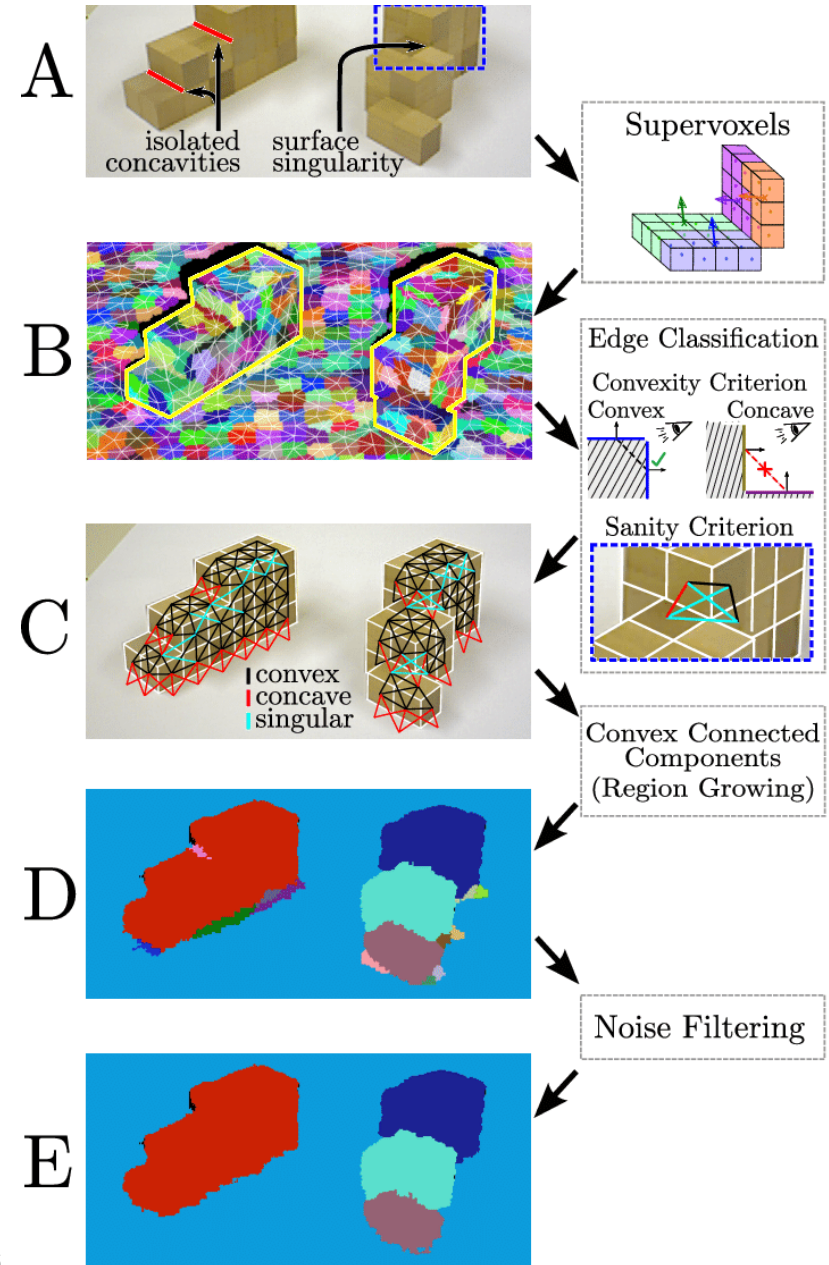 A
isolated
concavities
surface
singularity
Supervoxels
B
Edge Classification
Convexity Criterion
Convex
Concave
Sanity Criterion
C
convex
concave
singular
Convex Connected
Components
(Region Growing)
D
Noise Filtering
E